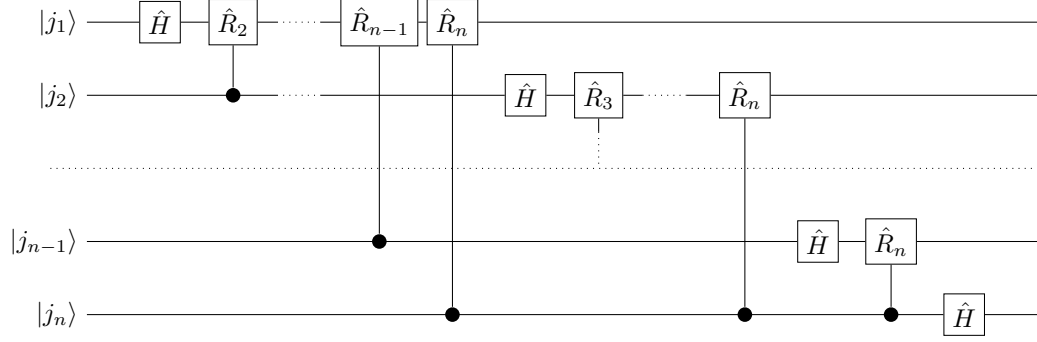 |j₁⟩ Ĥ R̂₂ R̂ₙ₋₁ R̂ₙ
|j₂⟩ Ĥ R̂₃ R̂ₙ
|jₙ₋₁⟩ Ĥ R̂ₙ
|jₙ⟩ Ĥ